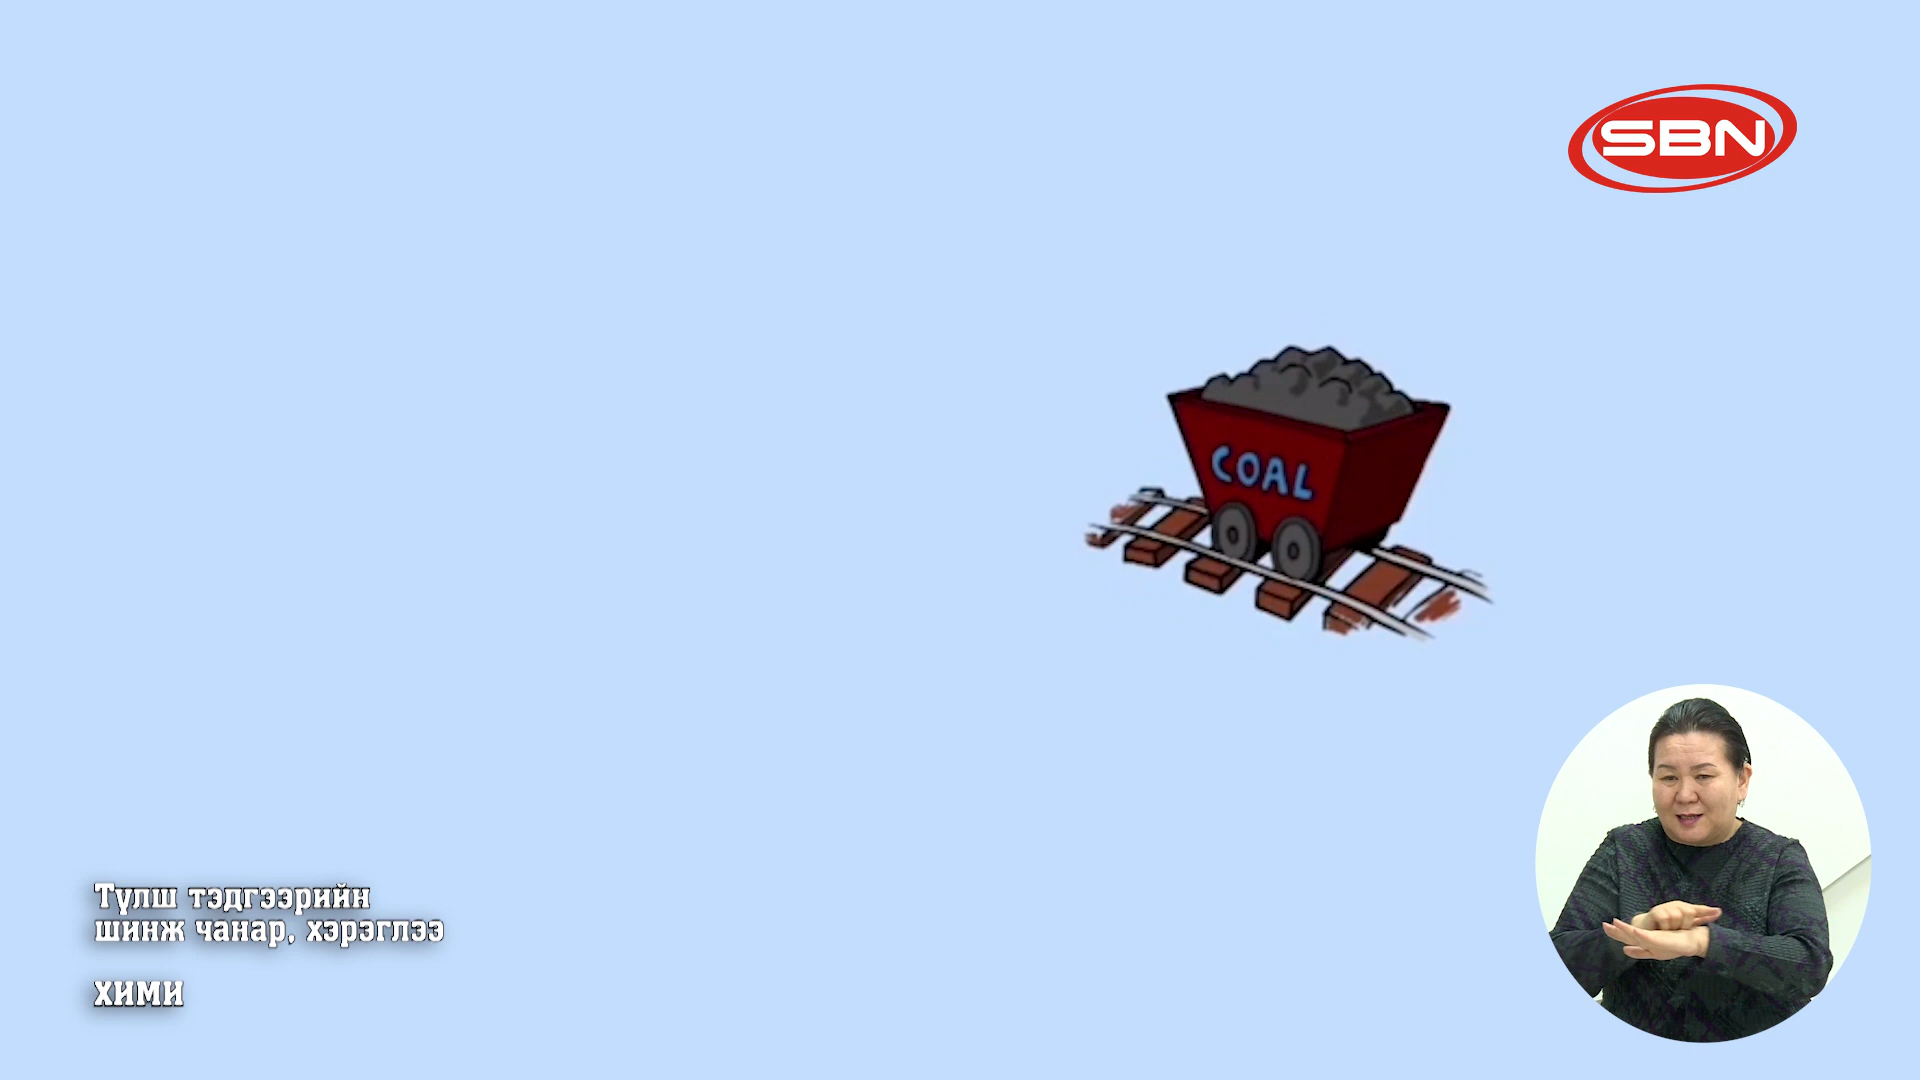 SBN
COAL
Түлш тэдгээрийн
шинж чанар, хэрэглээ
ХИМИ